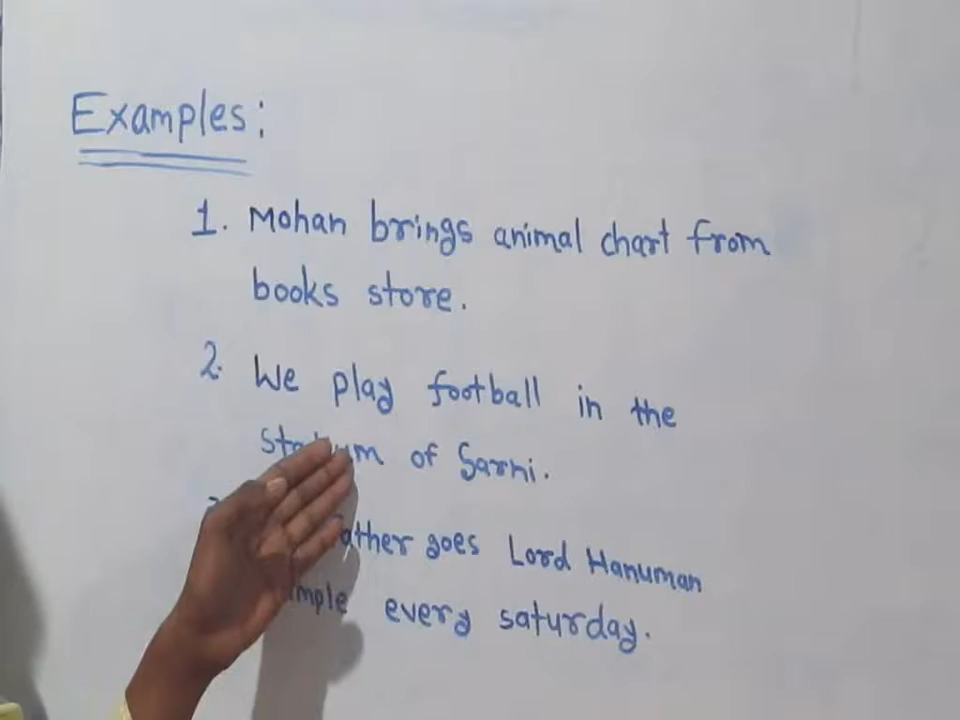 Examples:
1. Mohan brings animal chart from
books store.
2. We play football in the
of Sarni.
goes Lord Hanuman
every saturday.